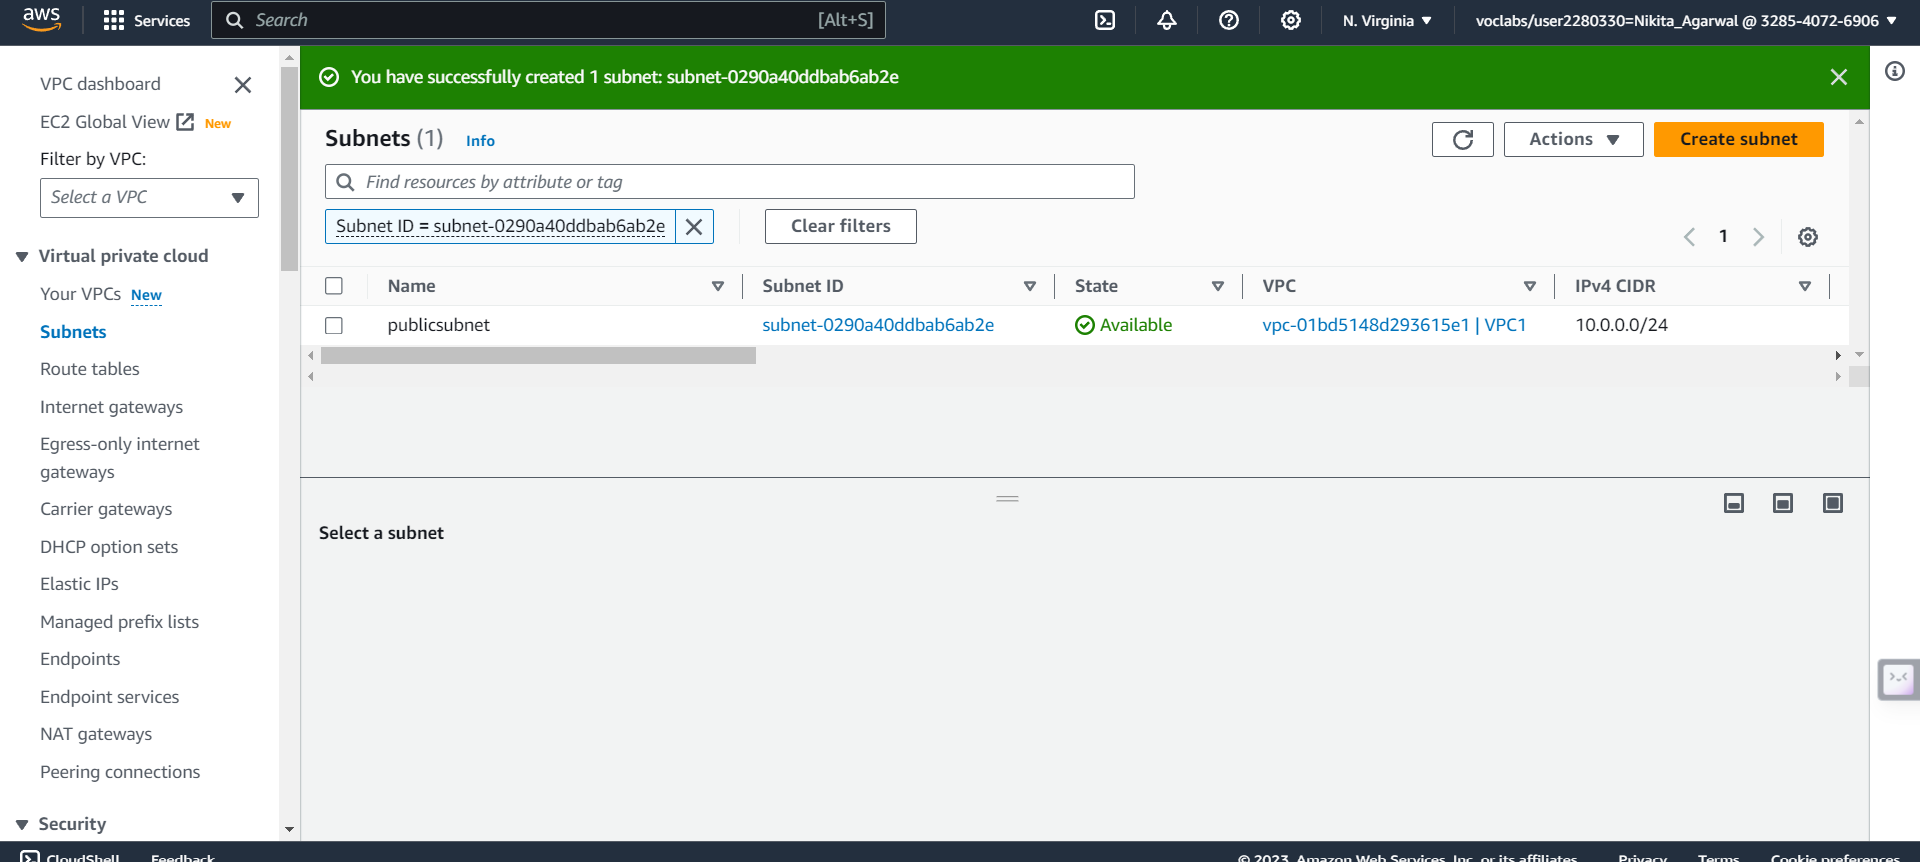 aws
Services
Search
[Alt+S]
N. Virginia
voclabs/user2280330=Nikita_Agarwal @ 3285-4072-6906
VPC dashboard
EC2 Global View New
Filter by VPC:
Select a VPC
Virtual private cloud
Your VPCs New
Subnets
Route tables
Internet gateways
Egress-only internet
gateways
Carrier gateways
DHCP option sets
Elastic IPs
Managed prefix lists
Endpoints
Endpoint services
NAT gateways
Peering connections
Security
You have successfully created 1 subnet: subnet-0290a40ddbab6ab2e
Subnets (1) Info
Actions
Create subnet
Find resources by attribute or tag
Subnet ID = subnet-0290a40ddbab6ab2e
Clear filters
1
Name Subnet ID State VPC IPv4 CIDR
publicsubnet subnet-0290a40ddbab6ab2e Available vpc-01bd5148d293615e1 | VPC1 10.0.0.0/24
Select a subnet
CloudShell Feedback © 2023, Amazon Web Services, Inc. or its affiliates. Privacy Terms Cookie preferences